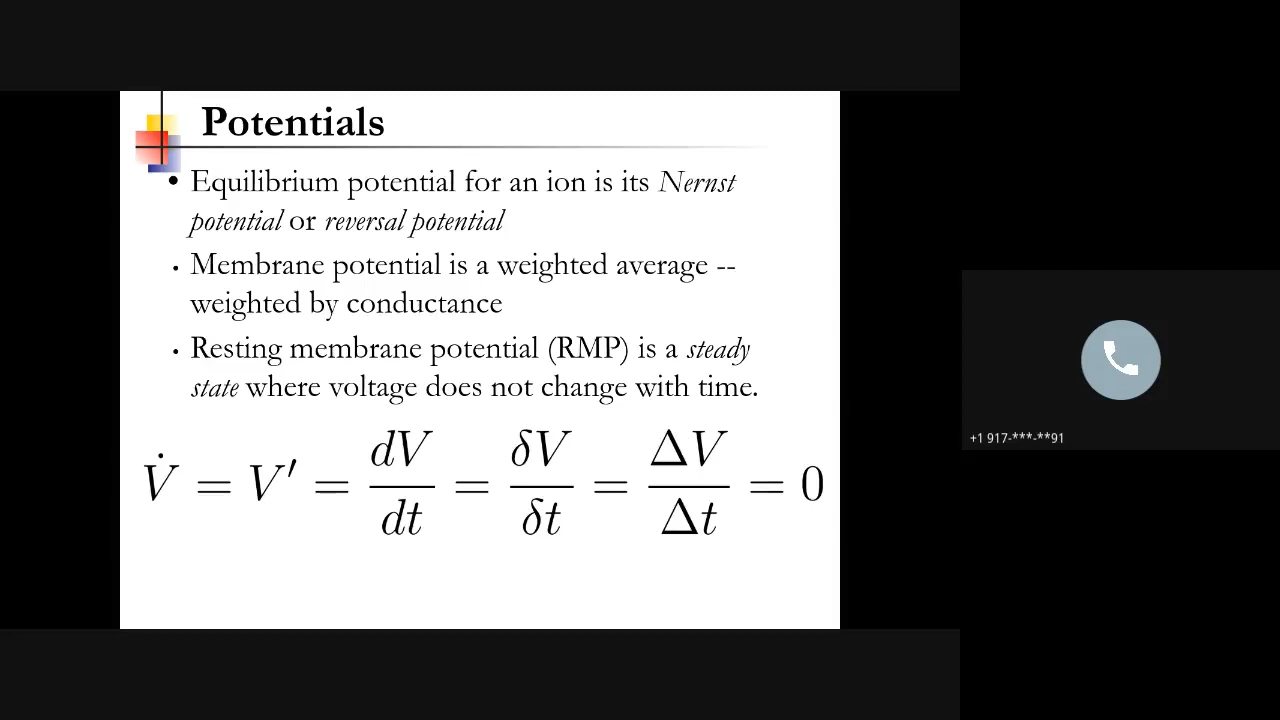 Potentials
• Equilibrium potential for an ion is its Nernst
potential or reversal potential
• Membrane potential is a weighted average --
weighted by conductance
• Resting membrane potential (RMP) is a steady
state where voltage does not change with time.
V̇ = V′ = dV/dt = δV/δt = ΔV/Δt = 0
+1 917-***-**91